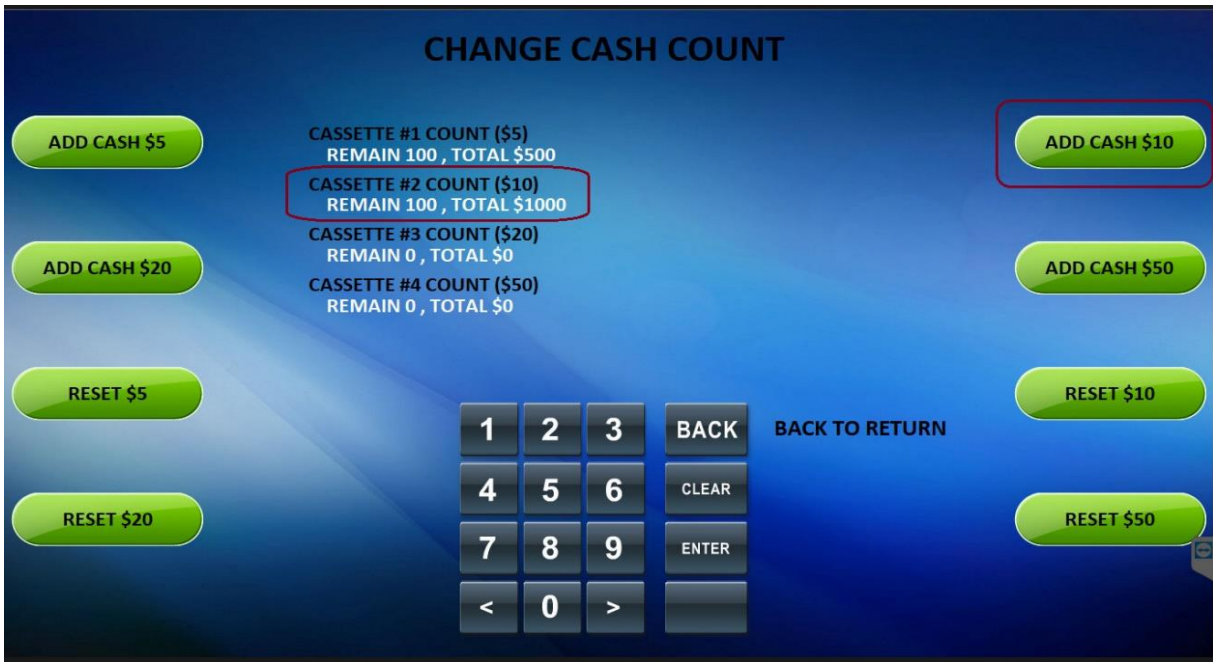 CHANGE CASH COUNT
ADD CASH $5
CASSETTE #1 COUNT ($5)
REMAIN 100 , TOTAL $500
CASSETTE #2 COUNT ($10)
REMAIN 100 , TOTAL $1000
CASSETTE #3 COUNT ($20)
REMAIN 0 , TOTAL $0
CASSETTE #4 COUNT ($50)
REMAIN 0 , TOTAL $0
ADD CASH $10
ADD CASH $20
ADD CASH $50
RESET $5
RESET $10
1 2 3 BACK BACK TO RETURN
4 5 6 CLEAR
RESET $20
RESET $50
7 8 9 ENTER
< 0 >